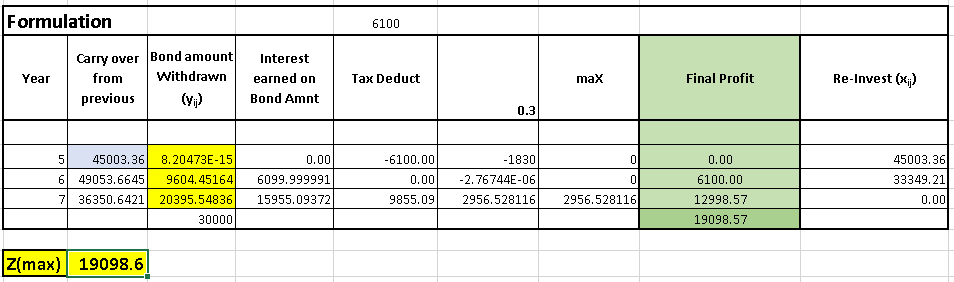 Formulation 6100
Year Carry over from previous Bond amount Withdrawn (yij) Interest earned on Bond Amnt Tax Deduct 0.3 maX Final Profit Re-Invest (xij)
5 45003.36 8.20473E-15 0.00 -6100.00 -1830 0 0.00 45003.36
6 49053.6645 9604.45164 6099.999991 0.00 -2.76744E-06 0 6100.00 33349.21
7 36350.6421 20395.54836 15955.09372 9855.09 2956.528116 2956.528116 12998.57 0.00
30000 19098.57
Z(max) 19098.6